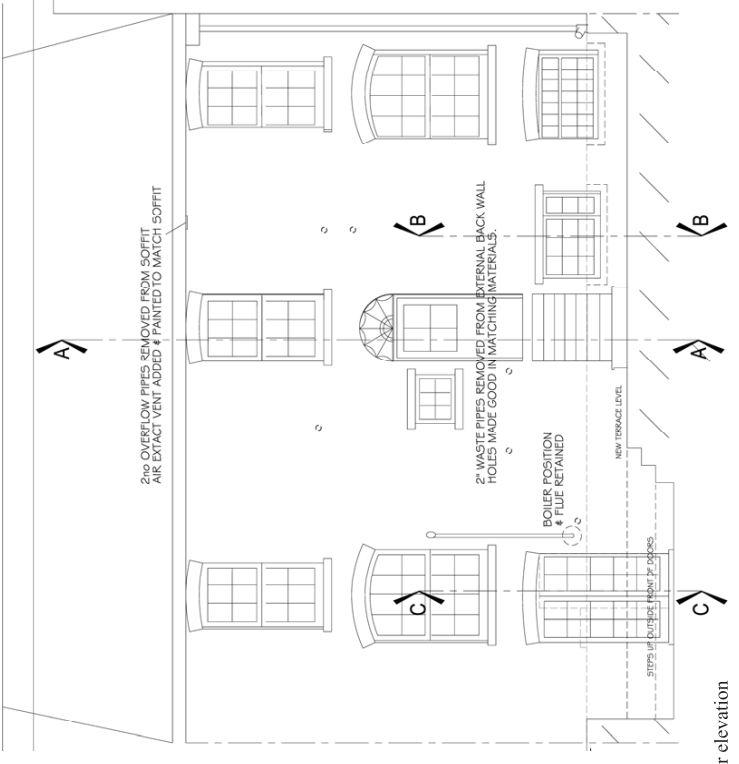 2no OVERFLOW PIPES REMOVED FROM SOFFIT
AIR EXTACT VENT ADDED & PAINTED TO MATCH SOFFIT
A
B
2" WASTE PIPES REMOVED FROM EXTERNAL BACK WALL
HOLES MADE GOOD IN MATCHING MATERIALS.
C
BOILER POSITION
& FLUE RETAINED
NEW TERRACE LEVEL
STEPS UP OUTSIDE FRONT OF DOORS
C
A
B
r elevation